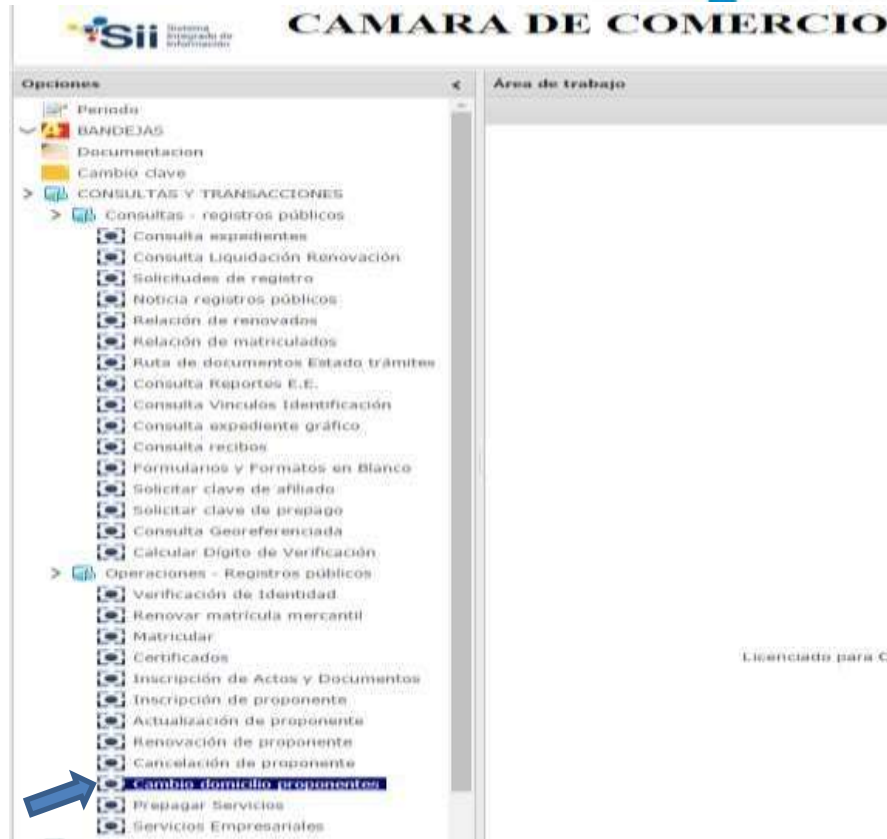 Sii Sistema Integrado de Información
CAMARA DE COMERCIO
Opciones
Área de trabajo
Periodo
BANDEJAS
Documentacion
Cambio clave
CONSULTAS Y TRANSACCIONES
Consultas - registros públicos
Consulta expedientes
Consulta Liquidación Renovación
Solicitudes de registro
Noticia registros públicos
Relación de renovados
Relación de matriculados
Ruta de documentos Estado trámites
Consulta Reportes E.E.
Consulta Vinculos Identificación
Consulta expediente gráfico
Consulta recibos
Formularios y Formatos en Blanco
Solicitar clave de afiliado
Solicitar clave de prepago
Consulta Georeferenciada
Calcular Dígito de Verificación
Operaciones - Registros públicos
Verificación de Identidad
Renovar matrícula mercantil
Matricular
Certificados
Inscripción de Actos y Documentos
Inscripción de proponente
Actualización de proponente
Renovación de proponente
Cancelación de proponente
Cambio domicilio proponentes
Prepagar Servicios
Servicios Empresariales
Licenciado para C